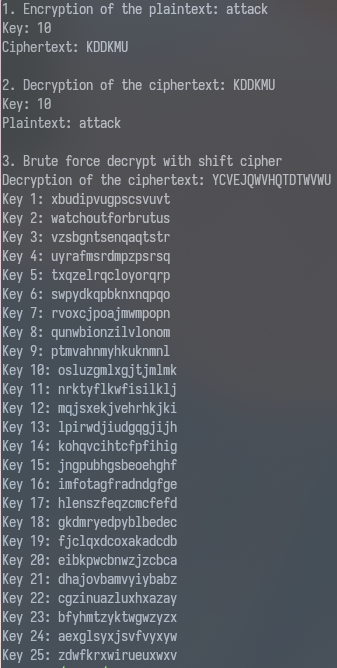 1. Encryption of the plaintext: attack
Key: 10
Ciphertext: KDDKMU
2. Decryption of the ciphertext: KDDKMU
Key: 10
Plaintext: attack
3. Brute force decrypt with shift cipher
Decryption of the ciphertext: YCVEJQWVHQTDTWVWU
Key 1: xbudipvugpscsvuvt
Key 2: watchoutforbrutus
Key 3: vzsbgntsenqaqtstr
Key 4: uyrafmsrdmpzpsrsq
Key 5: txqzelrqcloyorqrp
Key 6: swpydkqpbknxnqpqo
Key 7: rvoxcjpoajmwmpopn
Key 8: qunwbionzilvlonom
Key 9: ptmvahnmyhkuknmnl
Key 10: osluzgmlxgjtjmlmk
Key 11: nrktyflkwfisilklj
Key 12: mqjsxekjvehrhkjki
Key 13: lpirwdjiudgqgjijh
Key 14: kohqvcihtcfpfihig
Key 15: jngpubhgsbeoehghf
Key 16: imfotagfradndgfge
Key 17: hlenszfeqzcmcfefd
Key 18: gkdmryedpyblbedec
Key 19: fjclqxdcoxakadcdb
Key 20: eibkpwcbnwzjzcbca
Key 21: dhajovbamvyiybabz
Key 22: cgzinuazluxhxazay
Key 23: bfyhmtzyktwgwzyzx
Key 24: aexglsyxjsvfvyxyw
Key 25: zdwfkrxwirueuxwxv